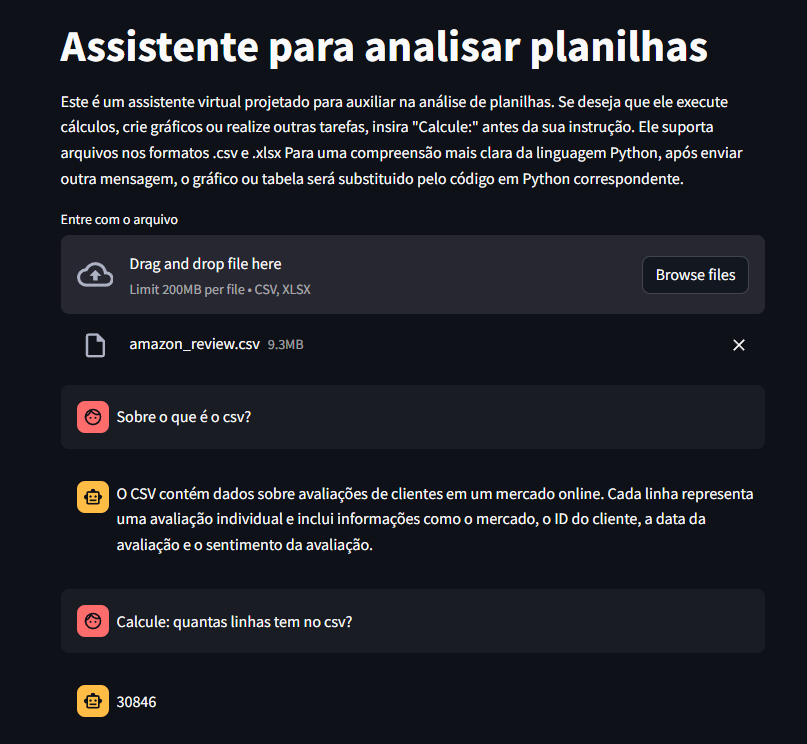 Assistente para analisar planilhas
Este é um assistente virtual projetado para auxiliar na análise de planilhas. Se deseja que ele execute
cálculos, crie gráficos ou realize outras tarefas, insira "Calcule:" antes da sua instrução. Ele suporta
arquivos nos formatos .csv e .xlsx Para uma compreensão mais clara da linguagem Python, após enviar
outra mensagem, o gráfico ou tabela será substituido pelo código em Python correspondente.
Entre com o arquivo
Drag and drop file here
Limit 200MB per file • CSV, XLSX
Browse files
amazon_review.csv 9.3MB
Sobre o que é o csv?
O CSV contém dados sobre avaliações de clientes em um mercado online. Cada linha representa
uma avaliação individual e inclui informações como o mercado, o ID do cliente, a data da
avaliação e o sentimento da avaliação.
Calcule: quantas linhas tem no csv?
30846